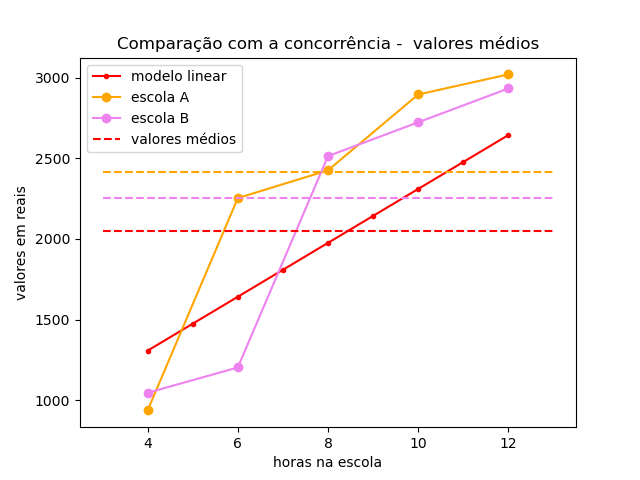 Comparação com a concorrência -  valores médios
modelo linear
escola A
escola B
valores médios
valores em reais
3000
2500
2000
1500
1000
4 6 8 10 12
horas na escola